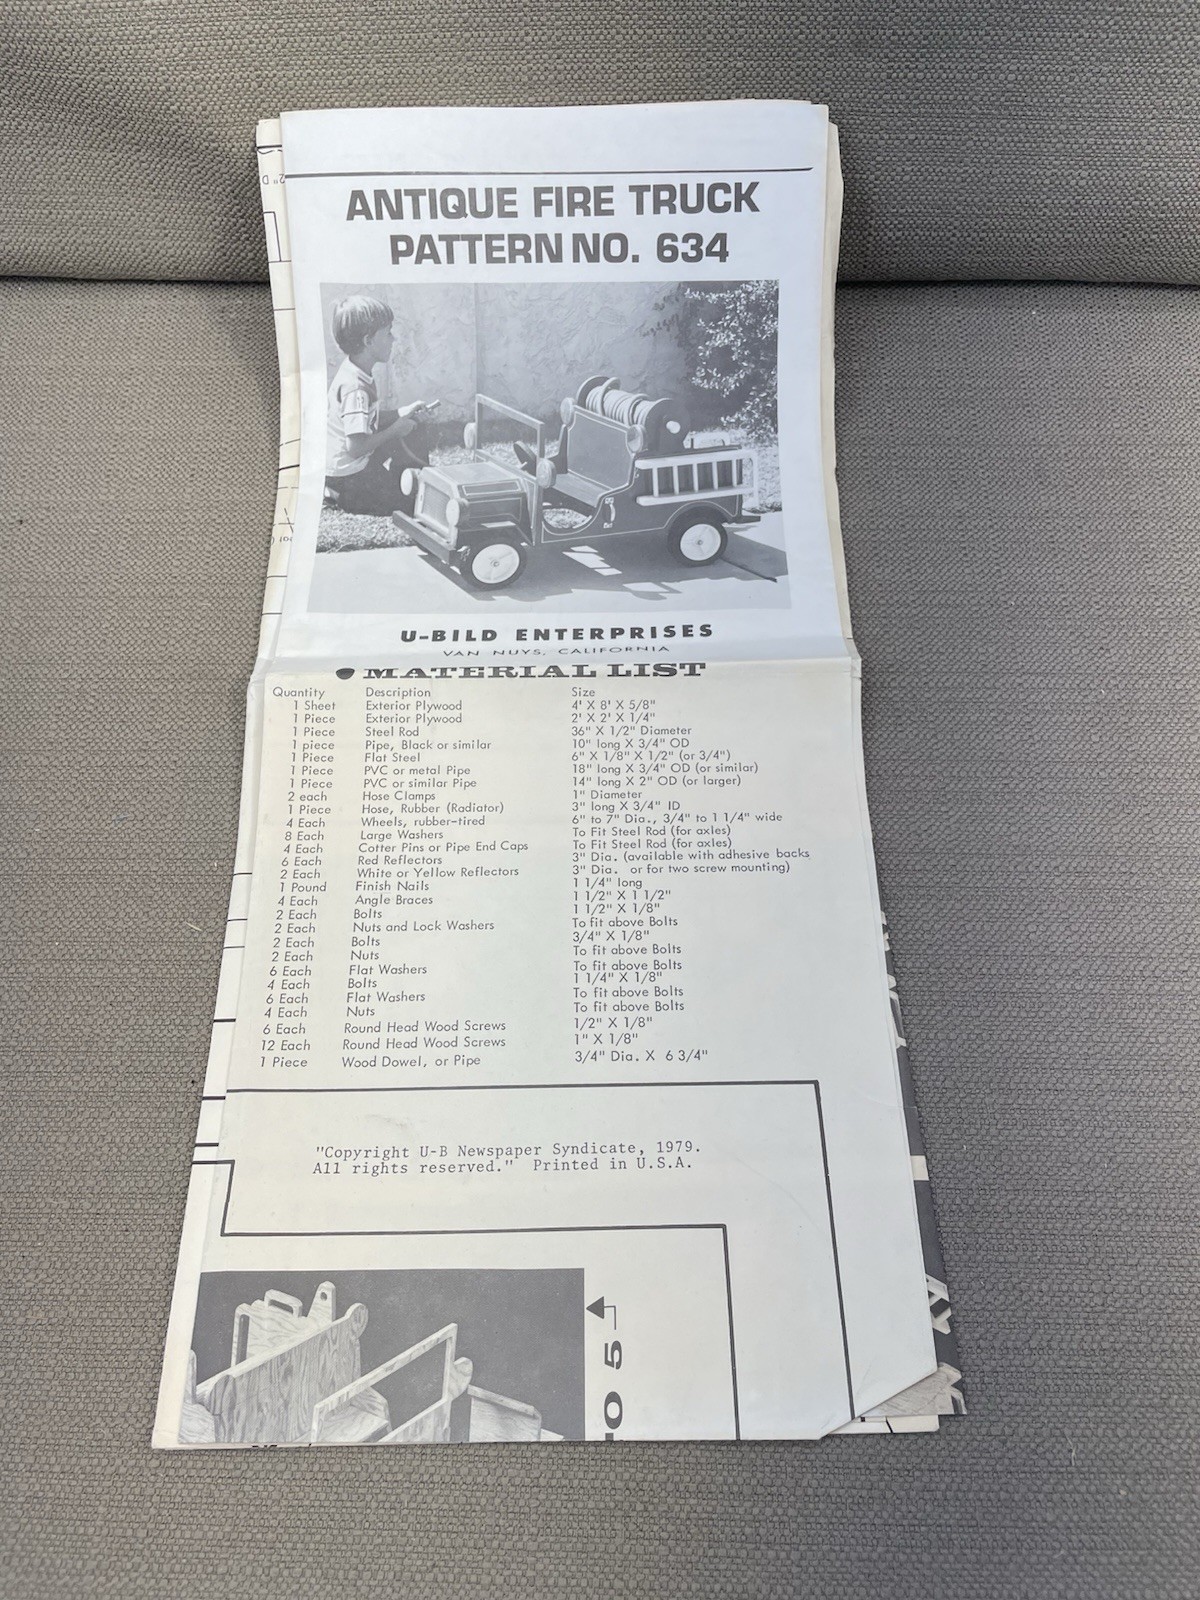 ANTIQUE FIRE TRUCK
PATTERN NO. 634
U-BILD ENTERPRISES
VAN NUYS, CALIFORNIA
MATERIAL LIST
Quantity Description Size
1 Sheet Exterior Plywood 4' X 8' X 5/8"
1 Piece Exterior Plywood 2' X 2' X 1/4"
1 Piece Steel Rod 36" X 1/2" Diameter
1 piece Pipe, Black or similar 10" long X 3/4" OD
1 Piece Flat Steel 6" X 1/8" X 1/2" (or 3/4")
1 Piece PVC or metal Pipe 18" long X 3/4" OD (or similar)
1 Piece PVC or similar Pipe 14" long X 2" OD (or larger)
2 each Hose Clamps 1" Diameter
1 Piece Hose, Rubber (Radiator) 3" long X 3/4" ID
4 Each Wheels, rubber-tired 6" to 7" Dia., 3/4" to 1 1/4" wide
8 Each Large Washers To Fit Steel Rod (for axles)
4 Each Cotter Pins or Pipe End Caps To Fit Steel Rod (for axles)
6 Each Red Reflectors 3" Dia. (available with adhesive backs
2 Each White or Yellow Reflectors 3" Dia. or for two screw mounting)
1 Pound Finish Nails 1 1/4" long
4 Each Angle Braces 1 1/2" X 1 1/2"
2 Each Bolts 1 1/2" X 1/8"
2 Each Nuts and Lock Washers To fit above Bolts
2 Each Bolts 3/4" X 1/8"
2 Each Nuts To fit above Bolts
6 Each Flat Washers To fit above Bolts
4 Each Bolts 1 1/4" X 1/8"
6 Each Flat Washers To fit above Bolts
4 Each Nuts To fit above Bolts
6 Each Round Head Wood Screws 1/2" X 1/8"
12 Each Round Head Wood Screws 1" X 1/8"
1 Piece Wood Dowel, or Pipe 3/4" Dia. X 6 3/4"
"Copyright U-B Newspaper Syndicate, 1979.
All rights reserved." Printed in U.S.A.
TO 5